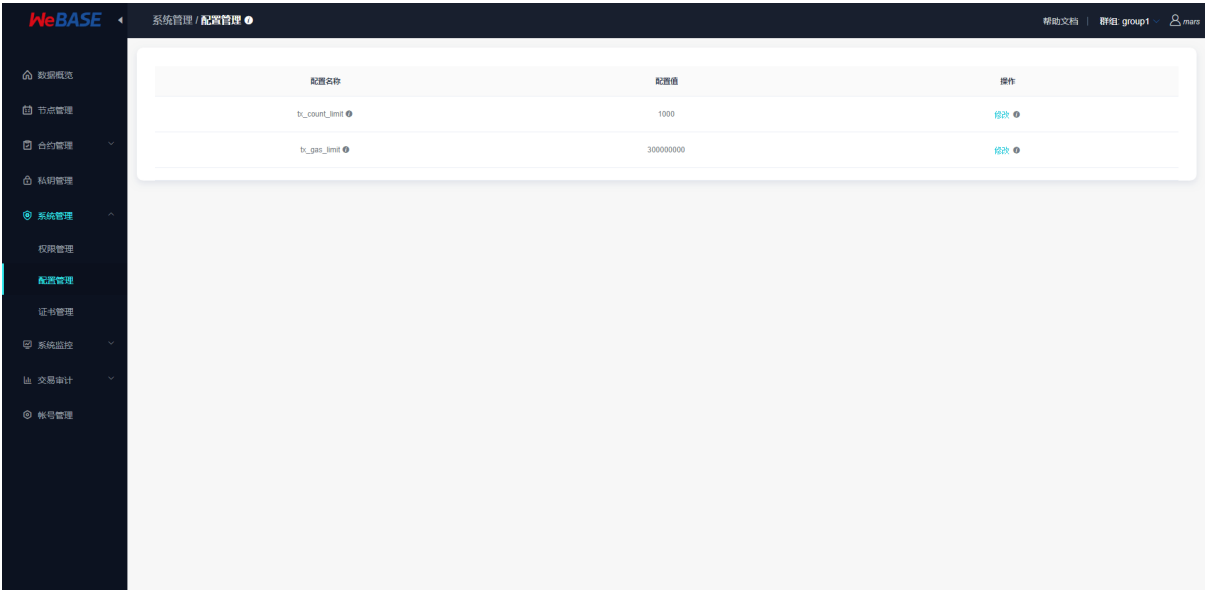 WeBASE
系统管理 / 配置管理
帮助文档 | 群组: group1 mars
数据概览
节点管理
合约管理
私钥管理
系统管理
权限管理
配置管理
证书管理
系统监控
交易审计
帐号管理
配置名称 配置值 操作
tx_count_limit 1000 修改
tx_gas_limit 300000000 修改